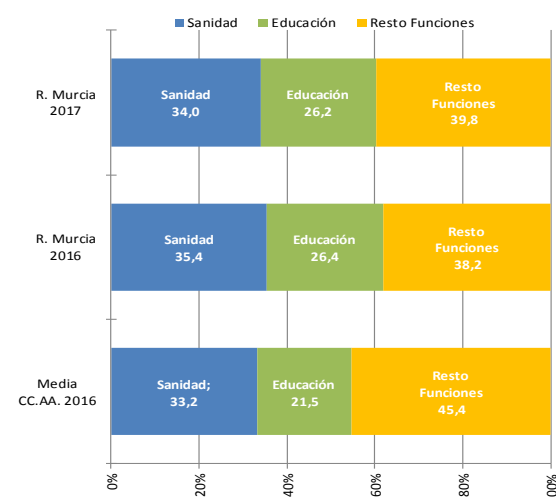 Sanidad Educación Resto Funciones
R. Murcia
2017
Sanidad
34,0
Educación
26,2
Resto
Funciones
39,8
R. Murcia
2016
Sanidad
35,4
Educación
26,4
Resto
Funciones
38,2
Media
CC.AA. 2016
Sanidad;
33,2
Educación
21,5
Resto
Funciones
45,4
0%
20%
40%
60%
80%
100%